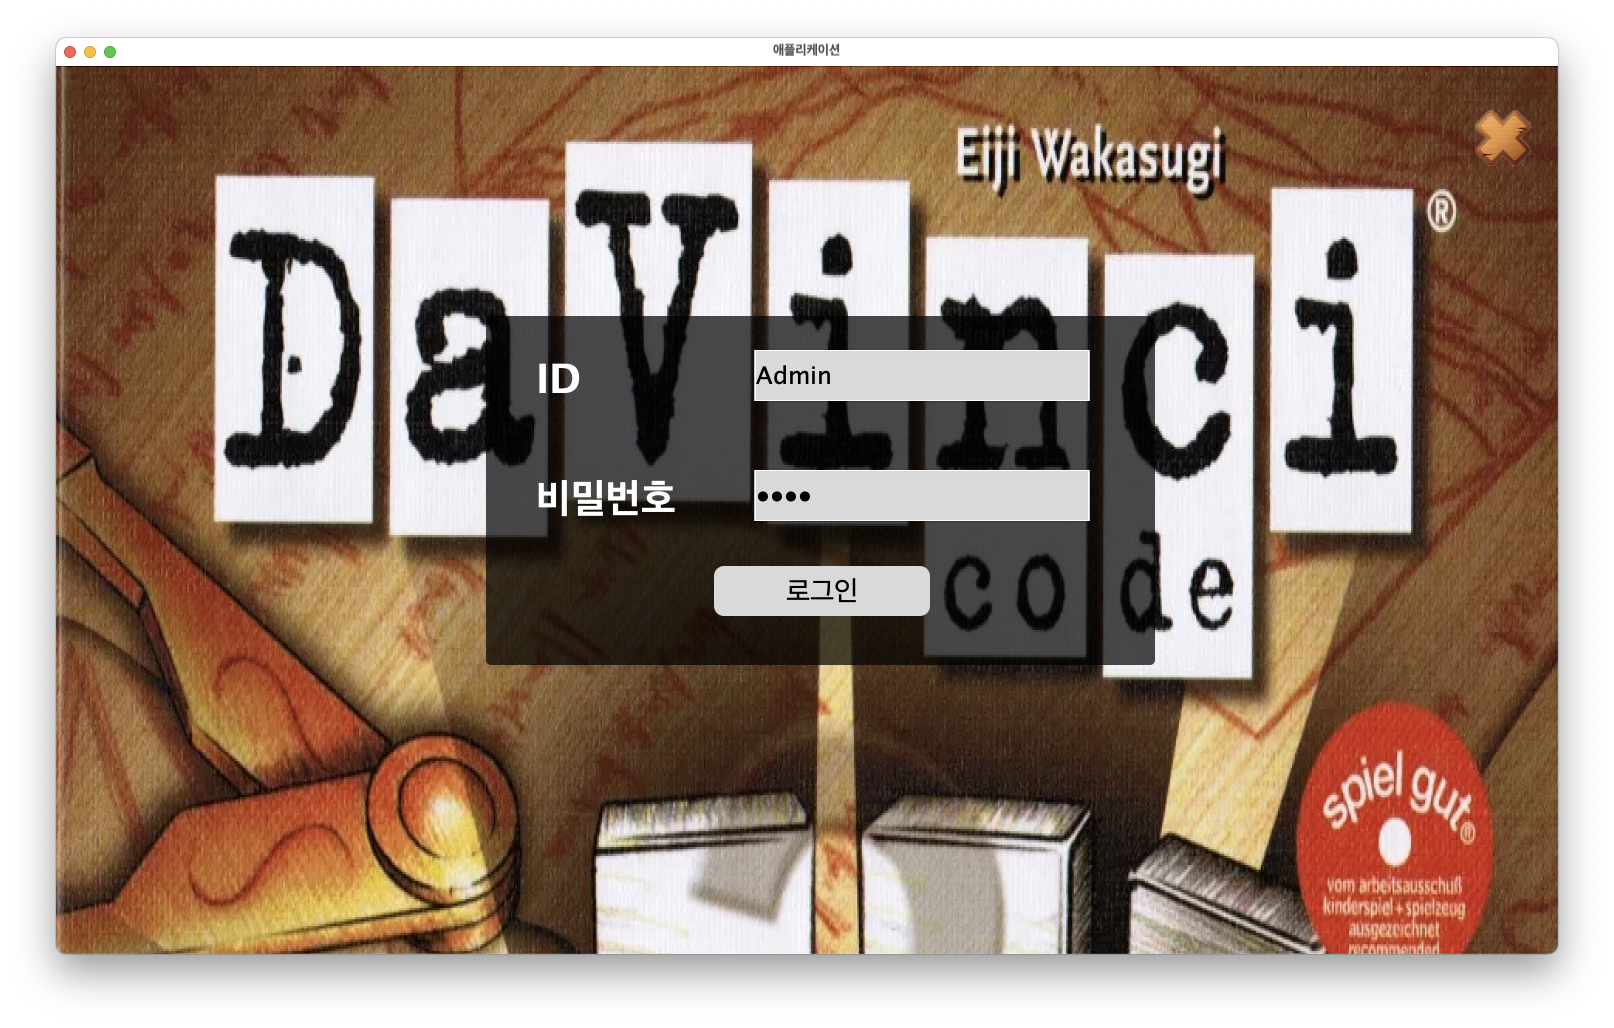 애플리케이션
Eiji Wakasugi
DaVinci®
code
ID
Admin
비밀번호
••••
로그인
spiel gut®
vom arbeitsausschuß
kinderspiel+spielzeug
ausgezeichnet
recommended